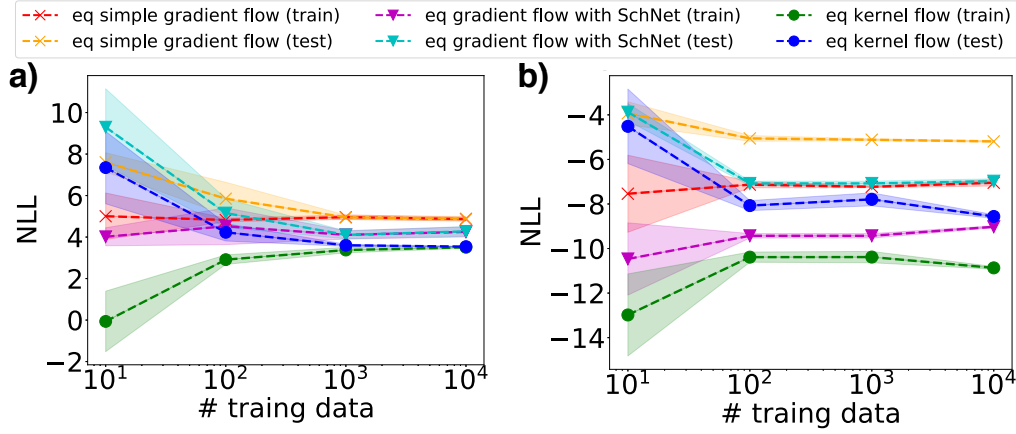 eq simple gradient flow (train) eq gradient flow with SchNet (train) eq kernel flow (train)
eq simple gradient flow (test) eq gradient flow with SchNet (test) eq kernel flow (test)
a) b)
10
8
6
4
2
0
−2
NLL
10¹ 10² 10³ 10⁴
# traing data
−4
−6
−8
−10
−12
−14
NLL
10¹ 10² 10³ 10⁴
# traing data